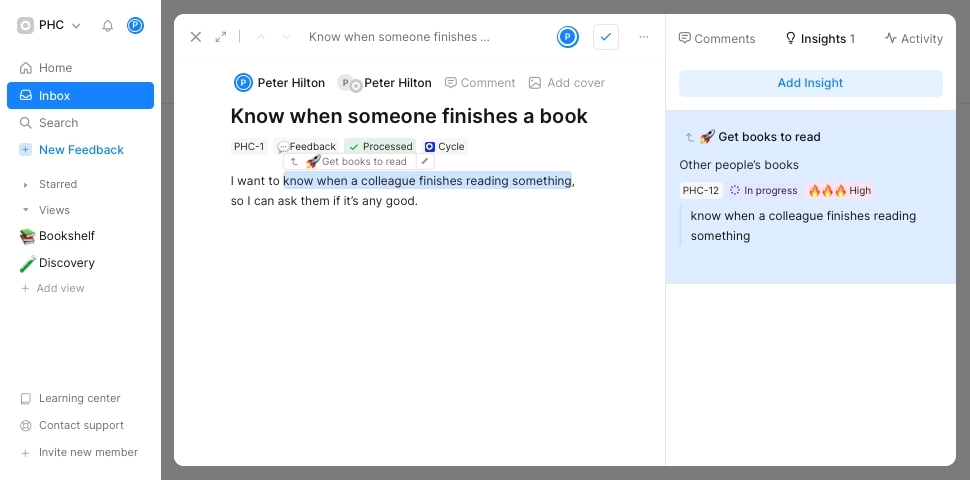 PHC
P
Home
Inbox
Search
New Feedback
Starred
Views
Bookshelf
Discovery
Add view
Learning center
Contact support
Invite new member
Know when someone finishes ...
P
P Peter Hilton
P Peter Hilton
Comment
Add cover
Know when someone finishes a book
PHC-1 Feedback Processed Cycle
Get books to read
I want to know when a colleague finishes reading something,
so I can ask them if it's any good.
Comments Insights 1 Activity
Add Insight
Get books to read
Other people's books
PHC-12 In progress High
know when a colleague finishes reading
something